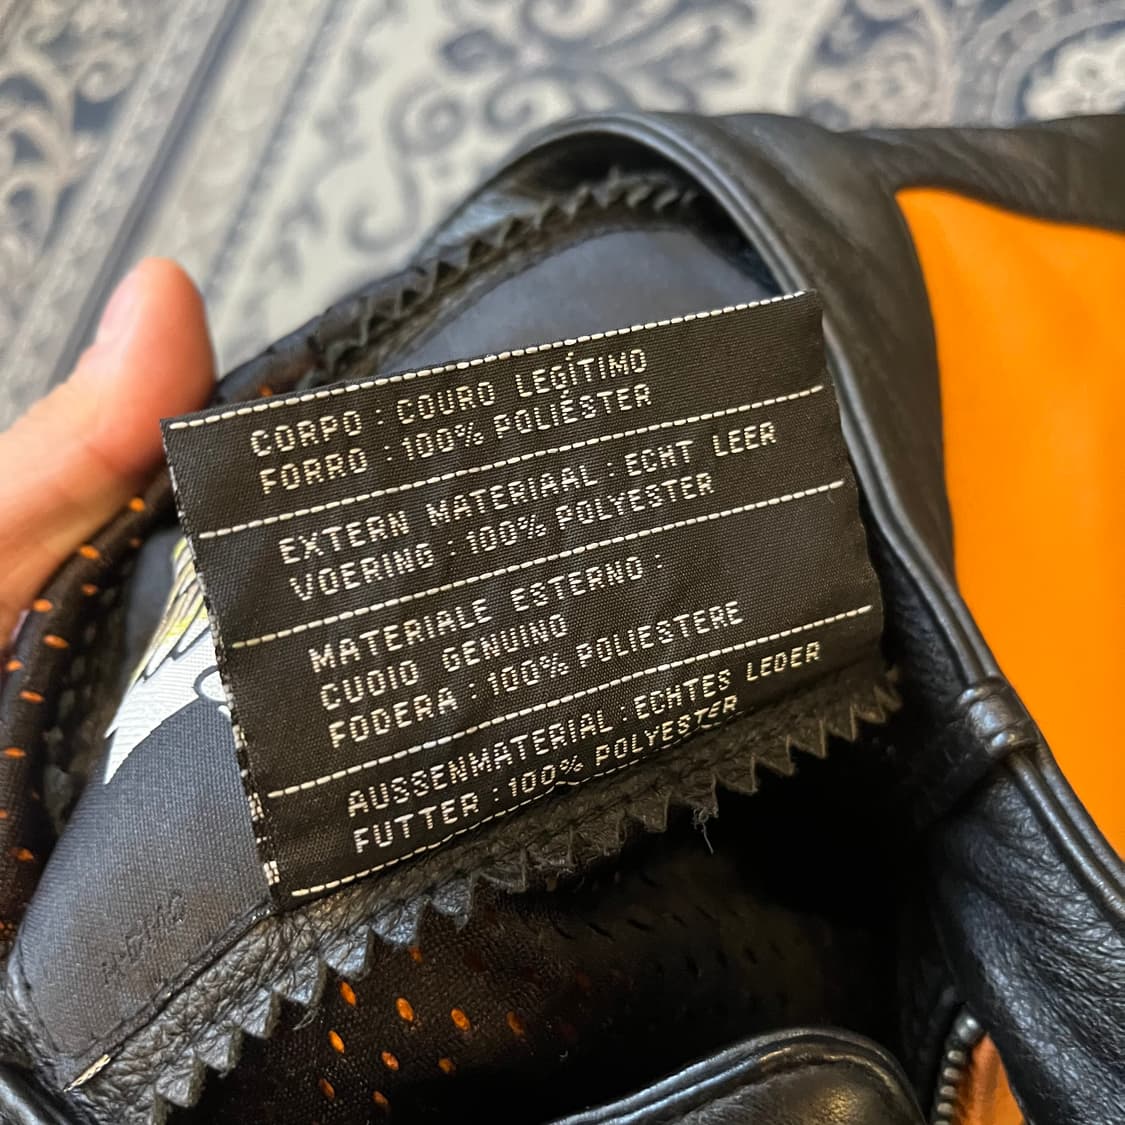 CORPO : COURO LEGÍTIMO
FORRO : 100% POLIÉSTER
EXTERN MATERIAAL : ECHT LEER
VOERING : 100% POLYESTER
MATERIALE ESTERNO :
CUOIO GENUINO
FODERA : 100% POLIESTERE
AUSSENMATERIAL : ECHTES LEDER
FUTTER : 100% POLYESTER